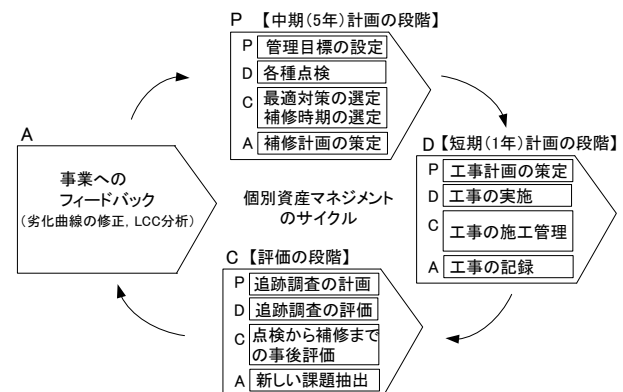 P 【中期(5年)計画の段階】
P 管理目標の設定
D 各種点検
C 最適対策の選定
補修時期の選定
A 補修計画の策定
D【短期(1年)計画の段階】
P 工事計画の策定
D 工事の実施
C 工事の施工管理
A 工事の記録
A
事業への
フィードバック
(劣化曲線の修正, LCC分析)
個別資産マネジメント
のサイクル
C 【評価の段階】
P 追跡調査の計画
D 追跡調査の評価
C 点検から補修まで
の事後評価
A 新しい課題抽出